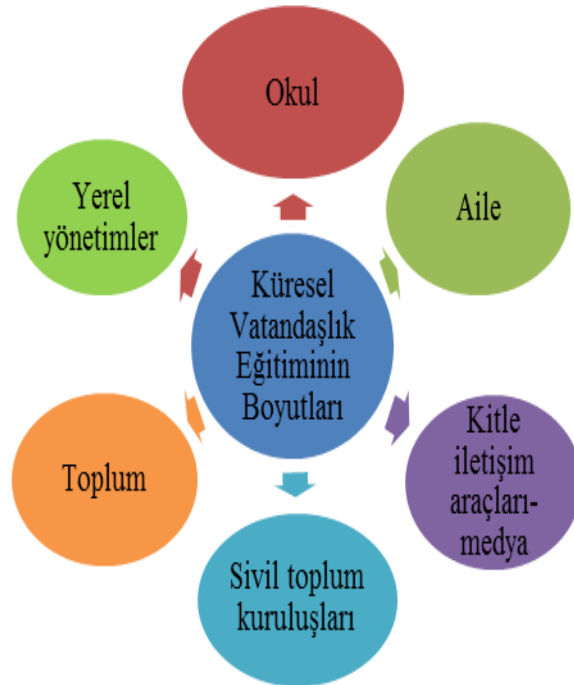 Okul
Aile
Yerel
yönetimler
Küresel
Vatandaşlık
Eğitiminin
Boyutları
Toplum
Kitle
iletişim
araçları-
medya
Sivil toplum
kuruluşları